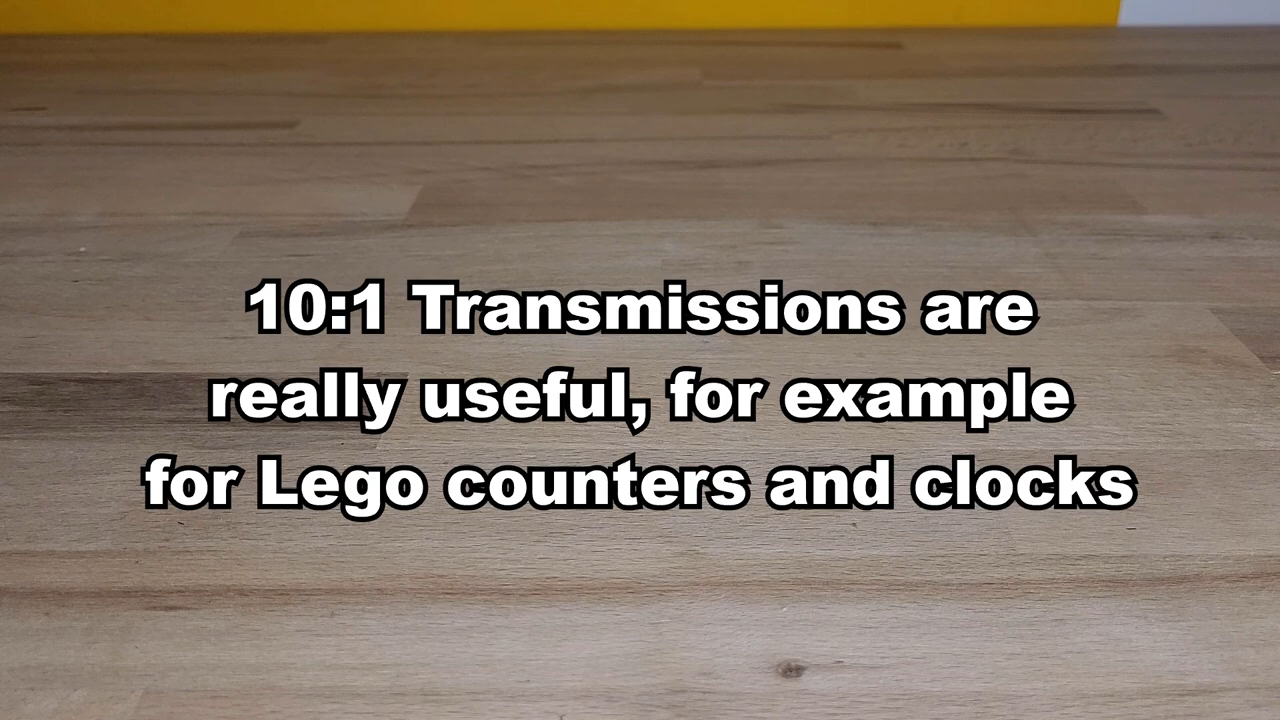 10:1 Transmissions are
really useful, for example
for Lego counters and clocks